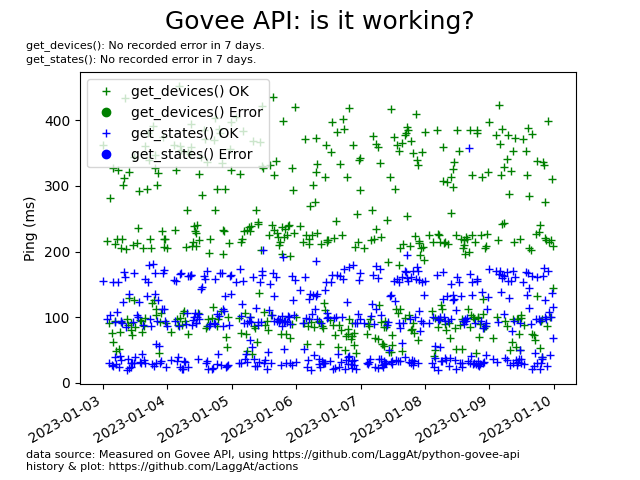 Govee API: is it working?
get_devices(): No recorded error in 7 days.
get_states(): No recorded error in 7 days.
get_devices() OK
get_devices() Error
get_states() OK
get_states() Error
Ping (ms)
400
300
200
100
0
2023-01-03
2023-01-04
2023-01-05
2023-01-06
2023-01-07
2023-01-08
2023-01-09
2023-01-10
data source: Measured on Govee API, using https://github.com/LaggAt/python-govee-api
history & plot: https://github.com/LaggAt/actions